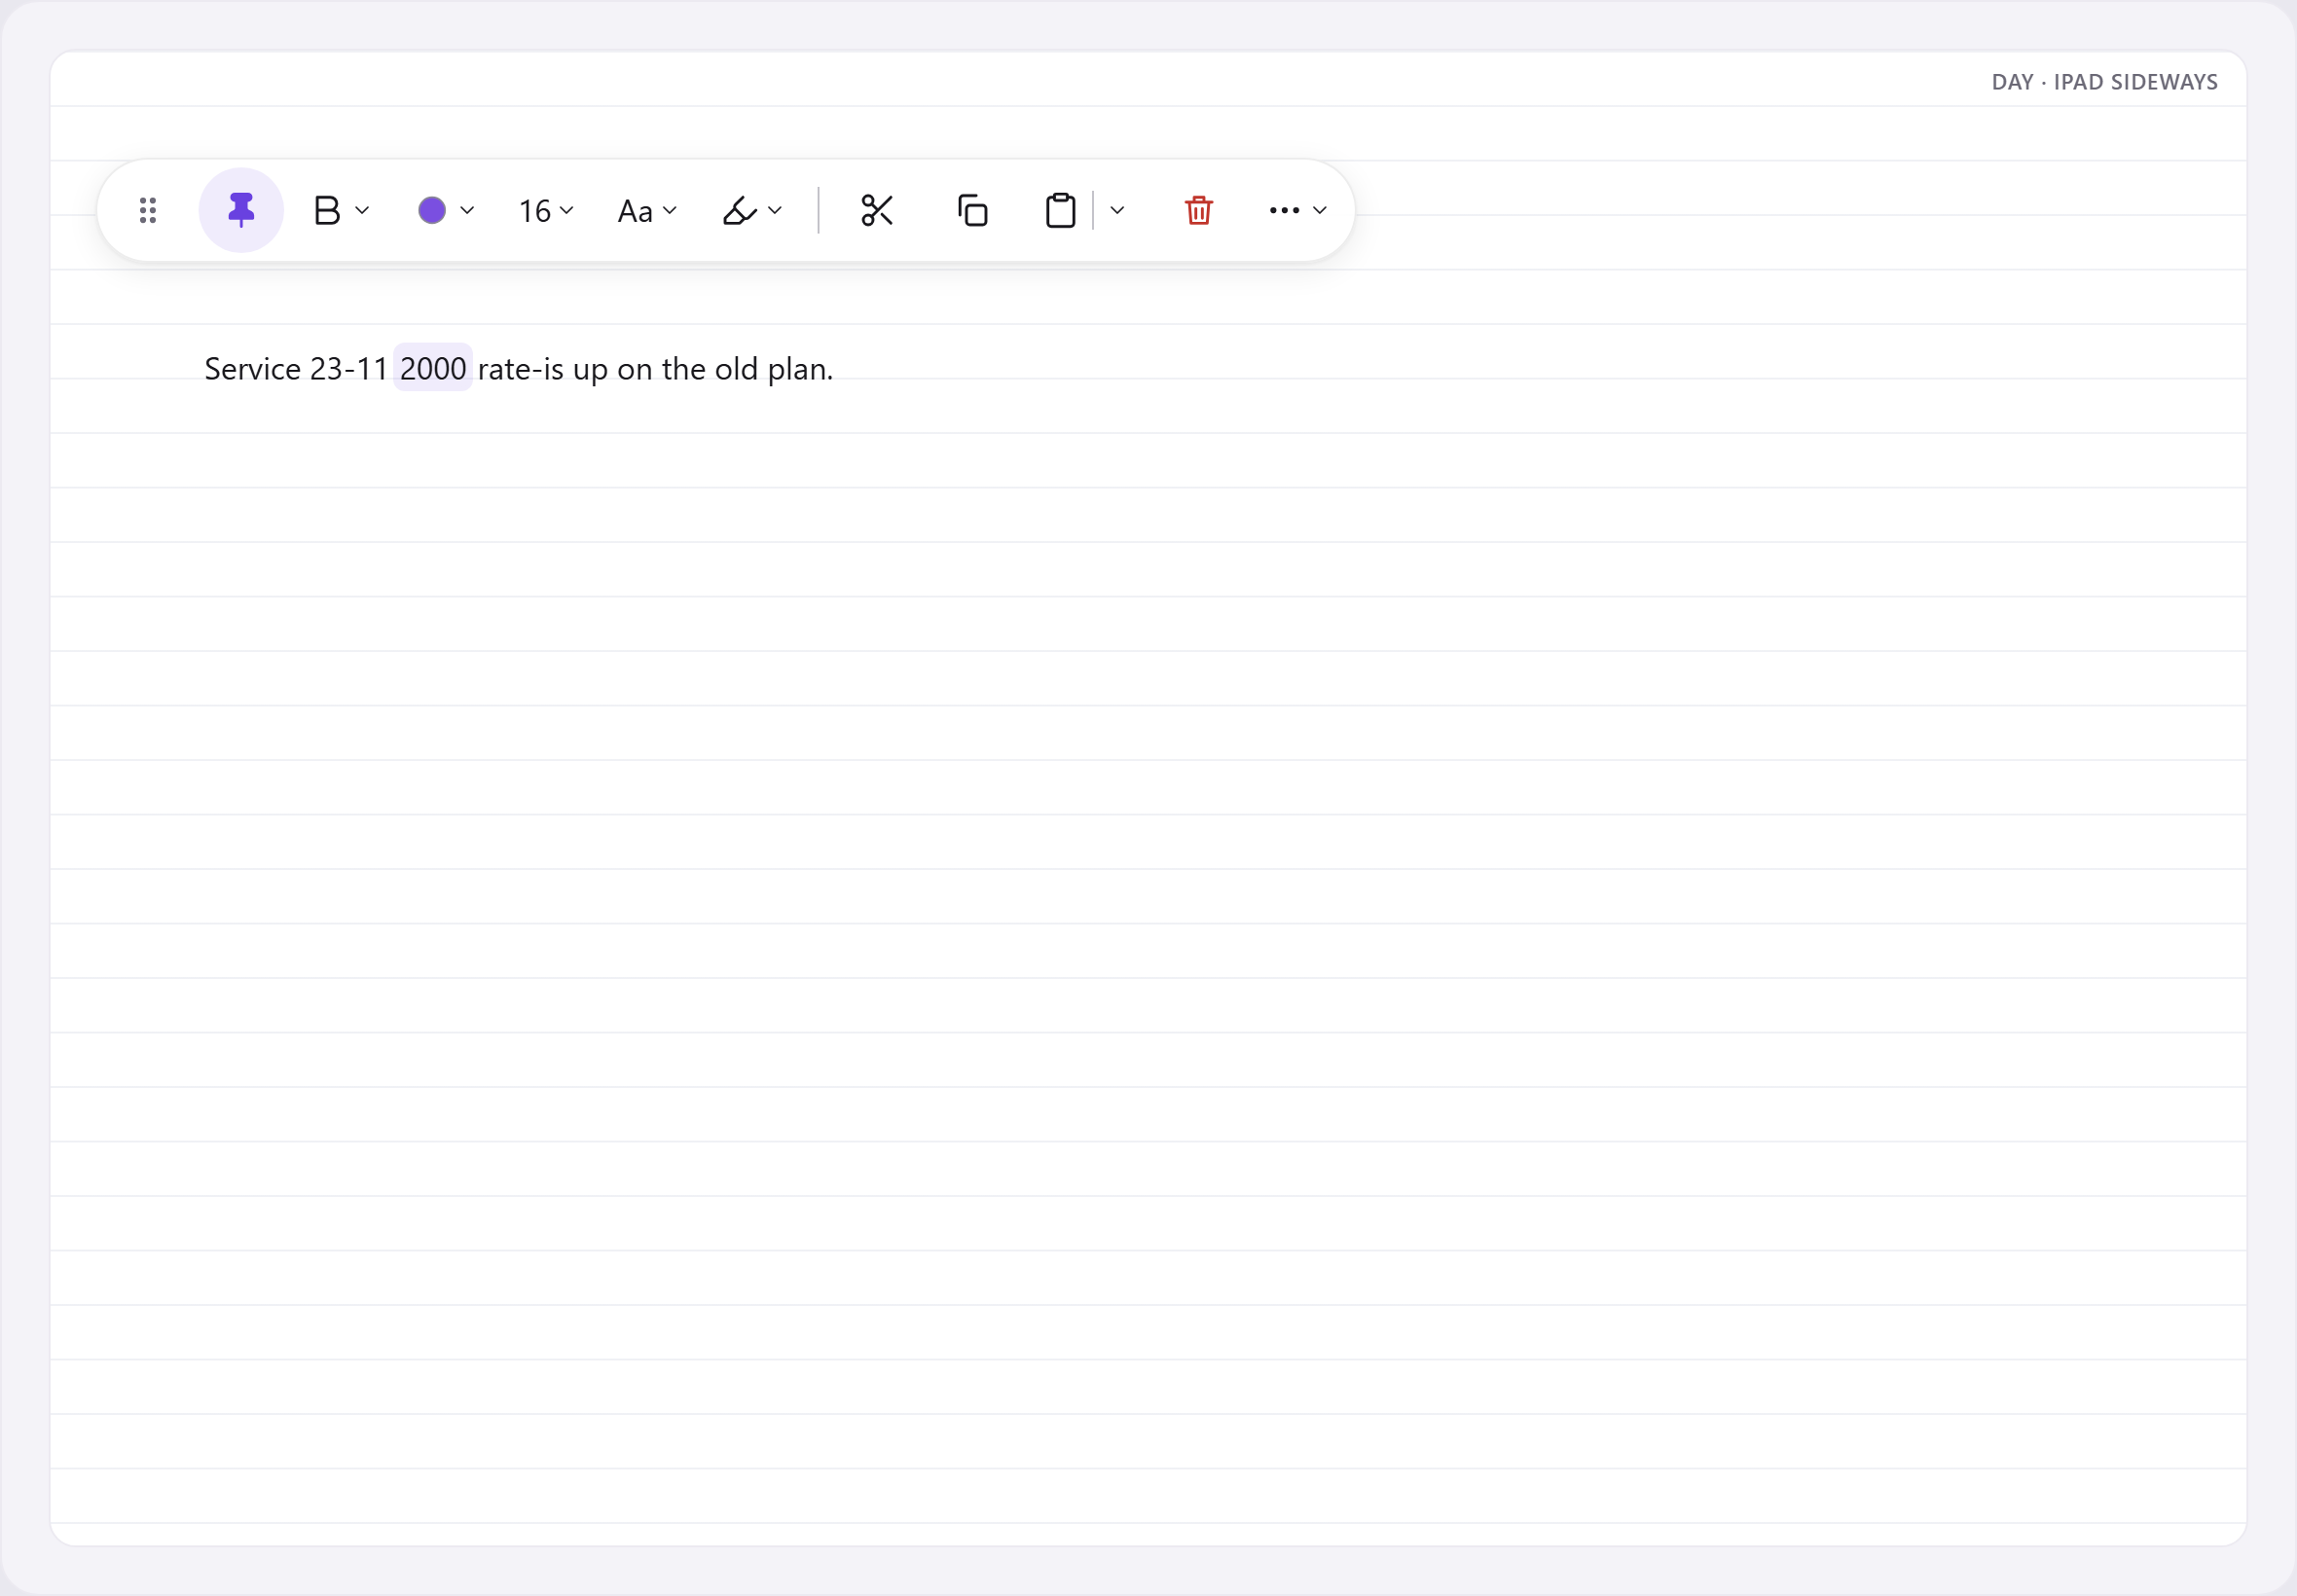 DAY · IPAD SIDEWAYS
B 16 Aa
Service 23-11 2000 rate-is up on the old plan.